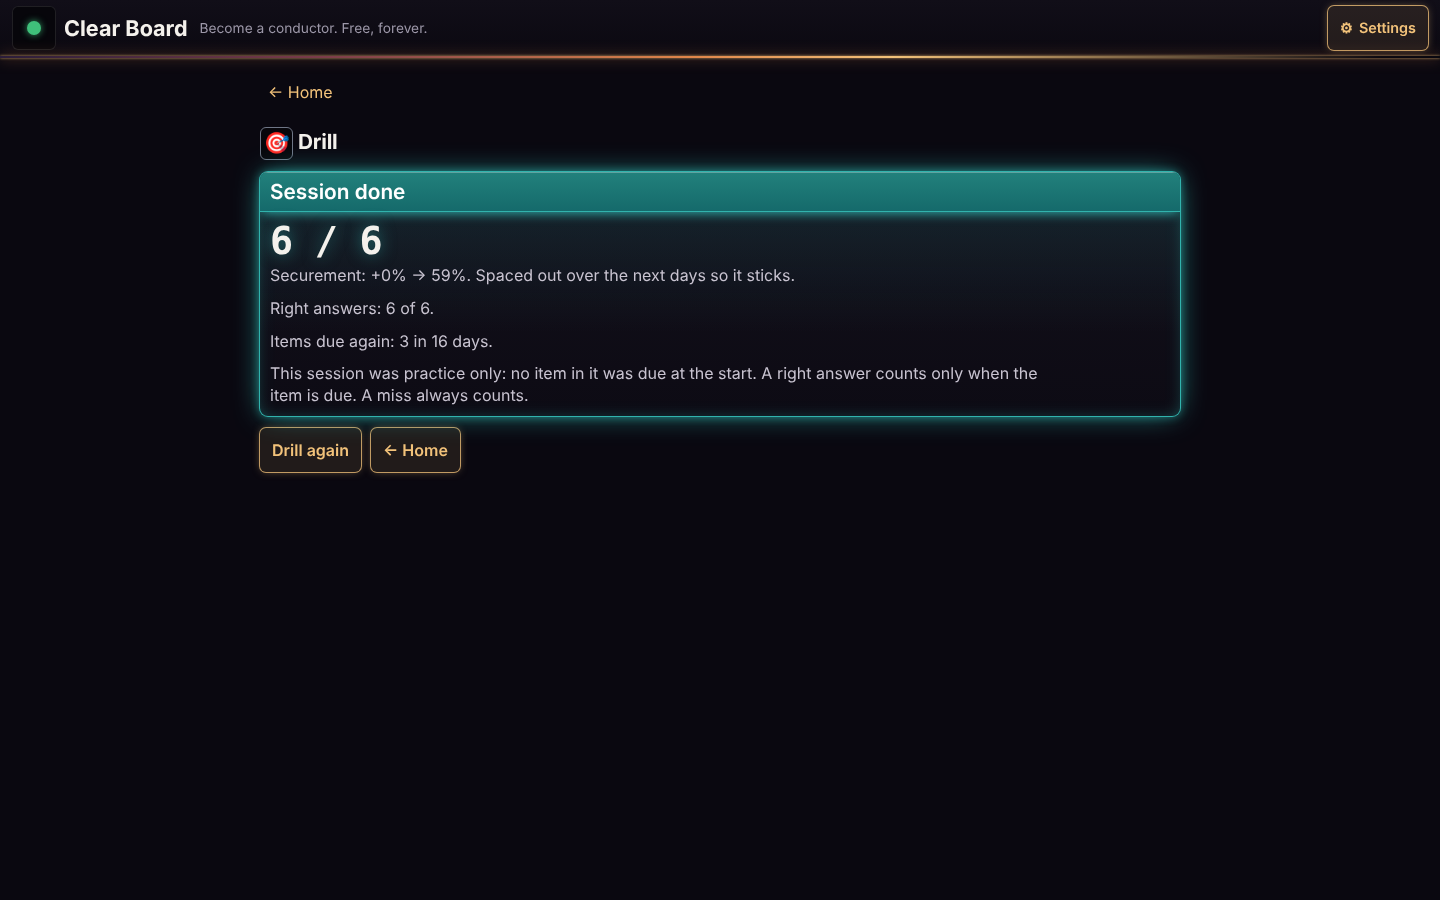 Clear Board
Become a conductor. Free, forever.
⚙ Settings
← Home
🎯 Drill
Session done
6 / 6
Securement: +0% → 59%. Spaced out over the next days so it sticks.
Right answers: 6 of 6.
Items due again: 3 in 16 days.
This session was practice only: no item in it was due at the start. A right answer counts only when the
item is due. A miss always counts.
Drill again
← Home